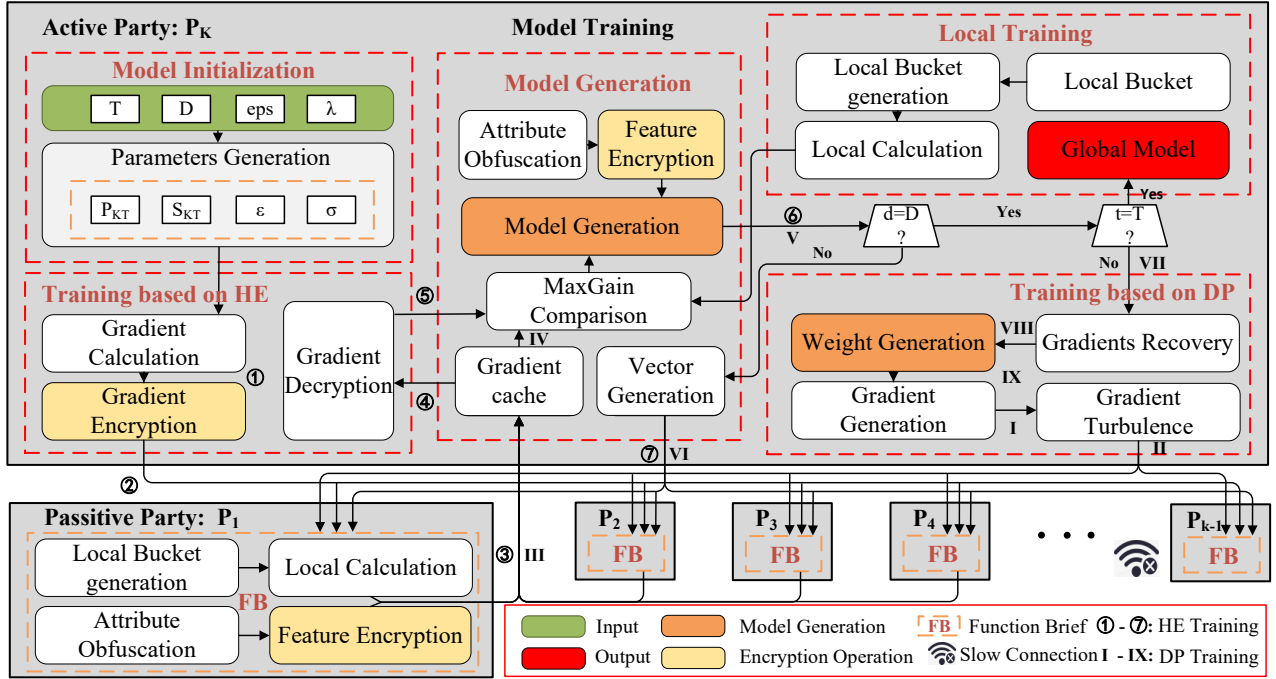 Active Party: PK
Model Training
Model Initialization
T D eps λ
Parameters Generation
PKT SKT ε σ
Training based on HE
Gradient
Calculation
①
Gradient
Encryption
Gradient
Decryption
②
⑤
④
Model Generation
Attribute
Obfuscation
Feature
Encryption
Model Generation
MaxGain
Comparison
IV
Gradient
cache
Vector
Generation
⑦ VI
⑥
V
d=D
?
Yes
No
t=T
?
Yes
No VII
Local Training
Local Bucket
generation
Local Bucket
Local Calculation
Global Model
Training based on DP
Weight Generation
VIII
Gradients Recovery
IX
Gradient
Generation
I
Gradient
Turbulence
II
Passitive Party: P1
Local Bucket
generation
Local Calculation
FB
Attribute
Obfuscation
Feature Encryption
③ III
P2
FB
P3
FB
P4
FB
• • •
Pk-1
FB
Input
Model Generation
FB Function Brief
① - ⑦: HE Training
Output
Encryption Operation
Slow Connection
I - IX: DP Training